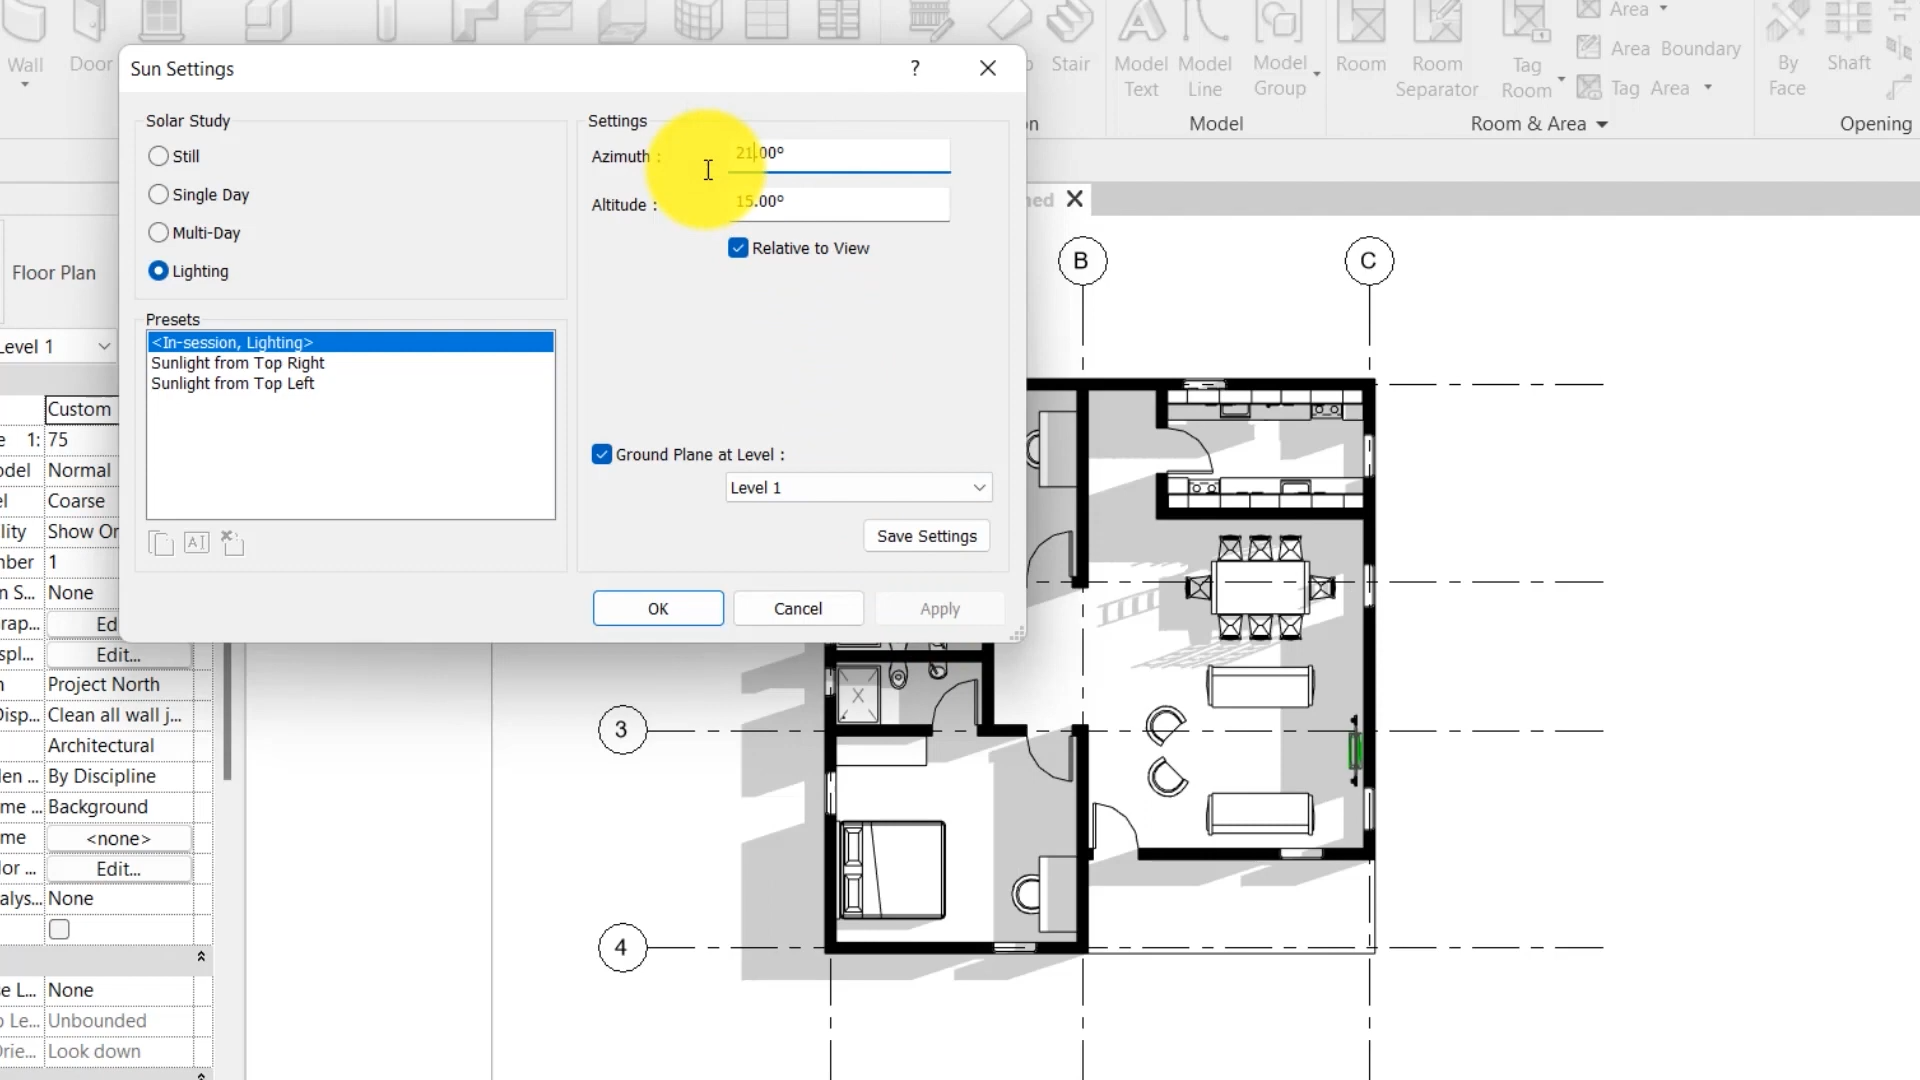 Wall
Door
Stair
Model Text
Model Line
Model Group
Room
Room Separator
Tag Room
Area
Area Boundary
Tag Area
By Face
Shaft
Model
Room & Area
Opening
Sun Settings
?
Solar Study
Still
Single Day
Multi-Day
Lighting
Presets
<In-session, Lighting>
Sunlight from Top Right
Sunlight from Top Left
Settings
Azimuth :
21.00°
Altitude :
15.00°
Relative to View
Ground Plane at Level :
Level 1
Save Settings
OK
Cancel
Apply
Floor Plan
Level 1
Custom
1: 75
Normal
Coarse
Show Or
1
None
Ed
Edit...
Project North
Clean all wall j...
Architectural
By Discipline
Background
<none>
Edit...
None
None
Unbounded
Look down
B
C
3
4